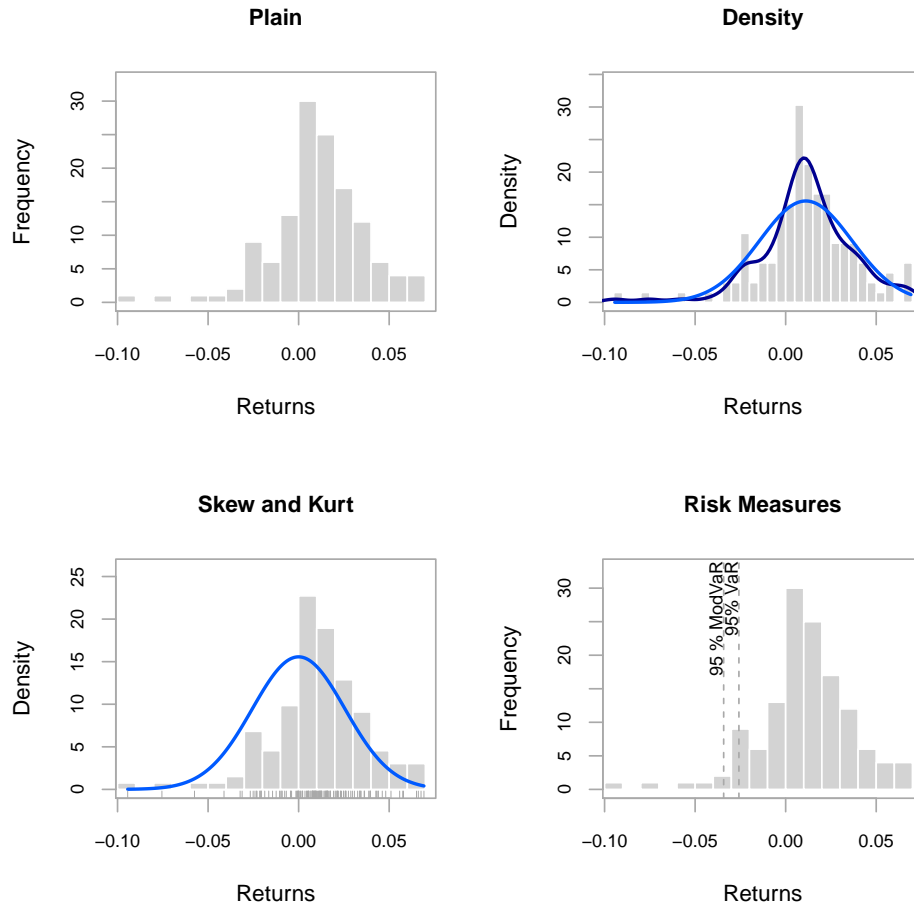 Plain
Frequency
0
5
10
20
30
−0.10
−0.05
0.00
0.05
Returns
Density
Density
0
5
10
20
30
−0.10
−0.05
0.00
0.05
Returns
Skew and Kurt
Density
0
5
10
15
20
25
−0.10
−0.05
0.00
0.05
Returns
Risk Measures
Frequency
0
5
10
20
30
95 % ModVaR
95% VaR
−0.10
−0.05
0.00
0.05
Returns